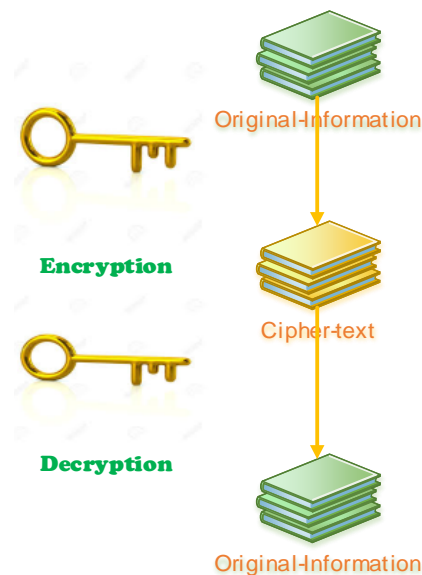 Original-Information
Encryption
Cipher-text
Decryption
Original-Information